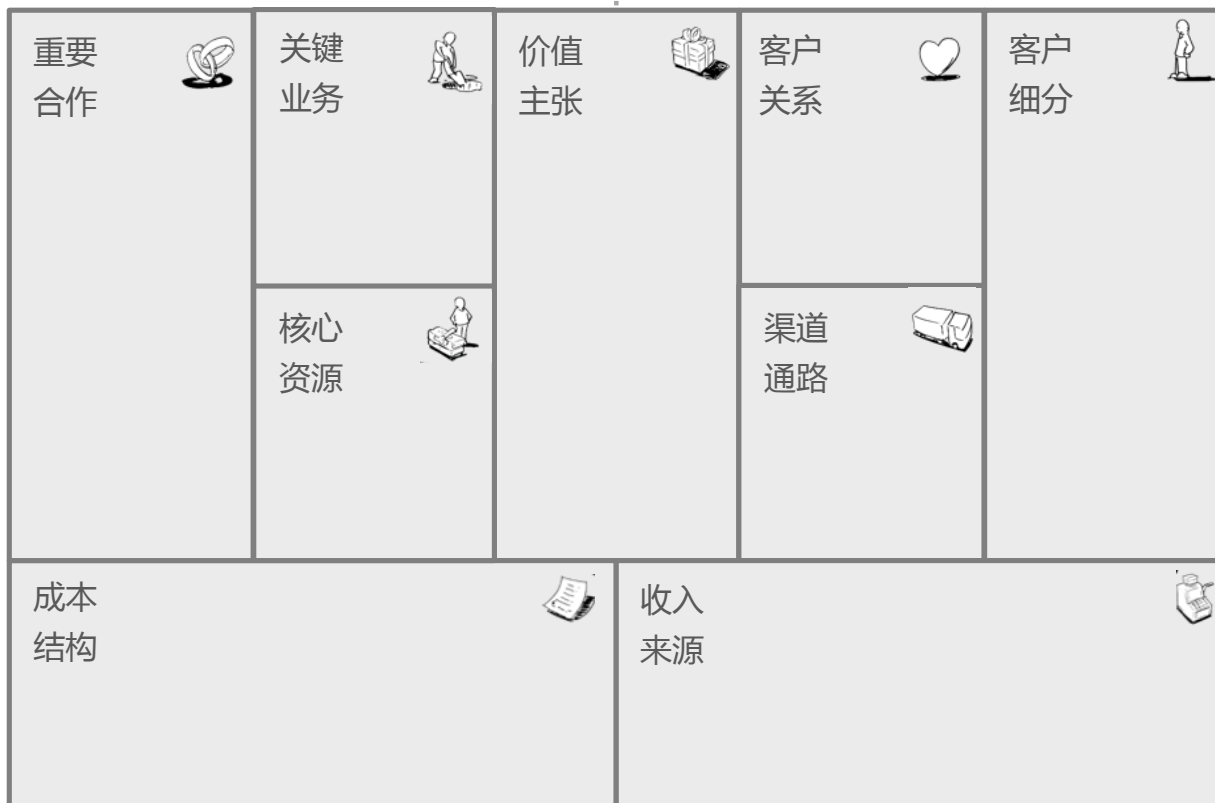 重要
合作
关键
业务
价值
主张
客户
关系
客户
细分
核心
资源
渠道
通路
成本
结构
收入
来源